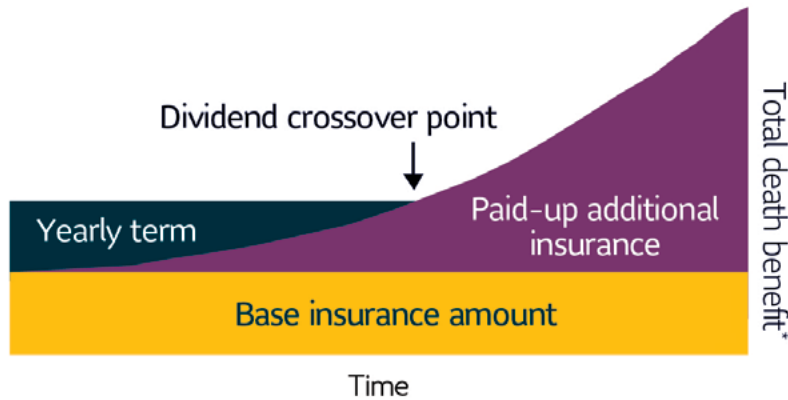 Dividend crossover point
Yearly term
Paid-up additional
insurance
Base insurance amount
Total death benefit*
Time